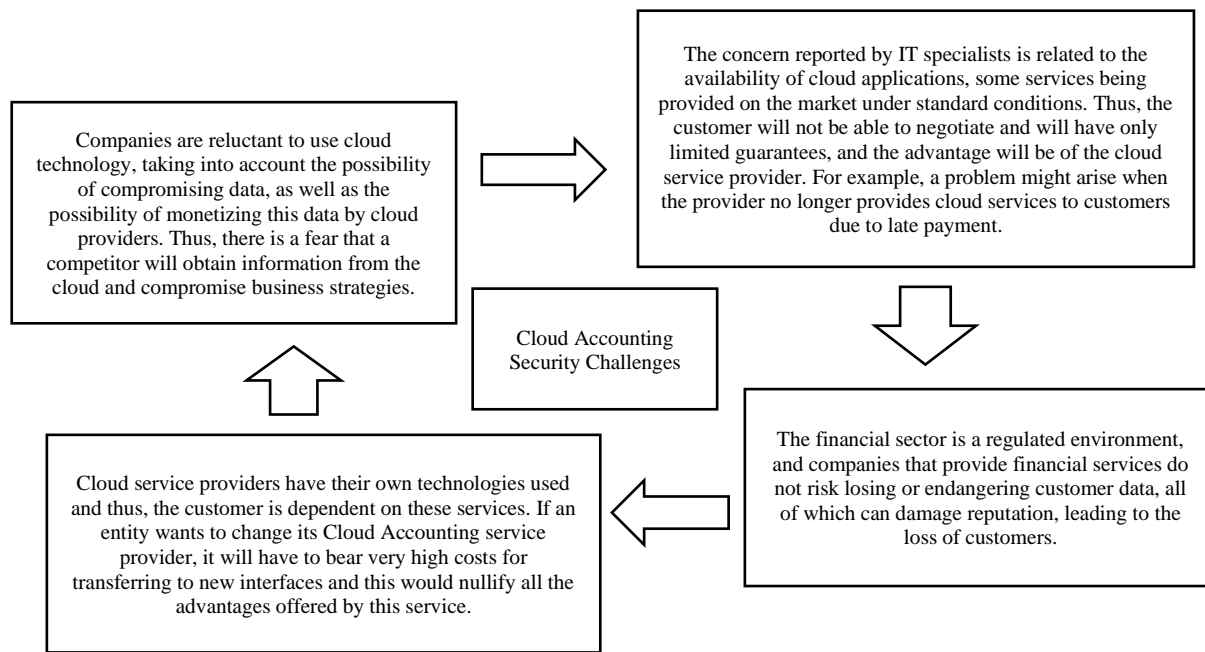 Companies are reluctant to use cloud
technology, taking into account the possibility
of compromising data, as well as the
possibility of monetizing this data by cloud
providers. Thus, there is a fear that a
competitor will obtain information from the
cloud and compromise business strategies.
The concern reported by IT specialists is related to the
availability of cloud applications, some services being
provided on the market under standard conditions. Thus, the
customer will not be able to negotiate and will have only
limited guarantees, and the advantage will be of the cloud
service provider. For example, a problem might arise when
the provider no longer provides cloud services to customers
due to late payment.
Cloud Accounting
Security Challenges
The financial sector is a regulated environment,
and companies that provide financial services do
not risk losing or endangering customer data, all
of which can damage reputation, leading to the
loss of customers.
Cloud service providers have their own technologies used
and thus, the customer is dependent on these services. If an
entity wants to change its Cloud Accounting service
provider, it will have to bear very high costs for
transferring to new interfaces and this would nullify all the
advantages offered by this service.